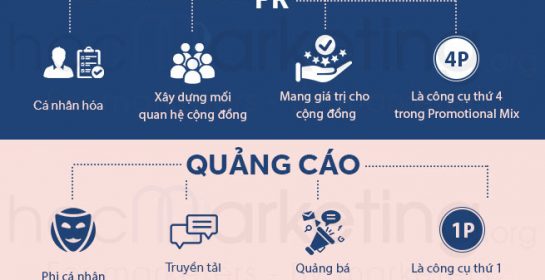 PR
4P
Cá nhân hóa
Xây dựng mối
quan hệ cộng đồng
Mang giá trị cho
cộng đồng
Là công cụ thứ 4
trong Promotional Mix
QUẢNG CÁO
1P
Phi cá nhân
Truyền tải
Quảng bá
Là công cụ thứ 1